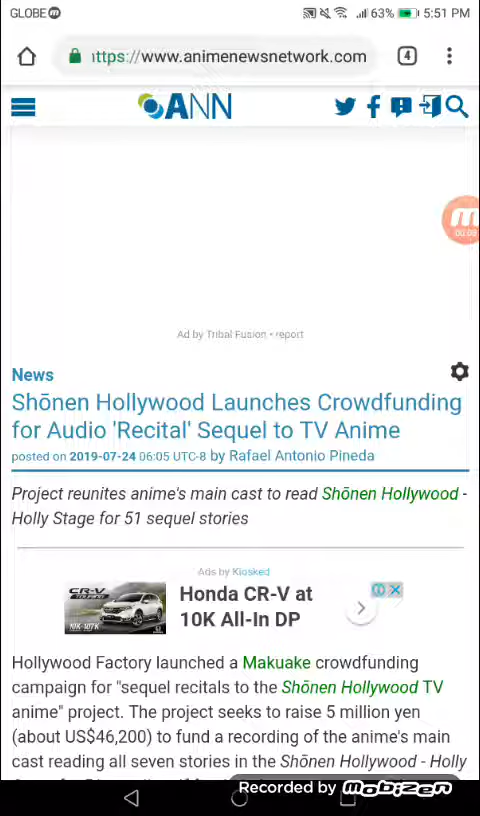 GLOBE
63% 5:51 PM
https://www.animenewsnetwork.com
4
ANN
00:09
Ad by Tribal Fusion • report
News
Shōnen Hollywood Launches Crowdfunding
for Audio 'Recital' Sequel to TV Anime
posted on 2019-07-24 06:05 UTC-8 by Rafael Antonio Pineda
Project reunites anime's main cast to read Shōnen Hollywood -
Holly Stage for 51 sequel stories
Ads by Kiosked
CR-V
Honda CR-V at
10K All-In DP
Hollywood Factory launched a Makuake crowdfunding
campaign for "sequel recitals to the Shōnen Hollywood TV
anime" project. The project seeks to raise 5 million yen
(about US$46,200) to fund a recording of the anime's main
cast reading all seven stories in the Shōnen Hollywood - Holly
Recorded by mobizen